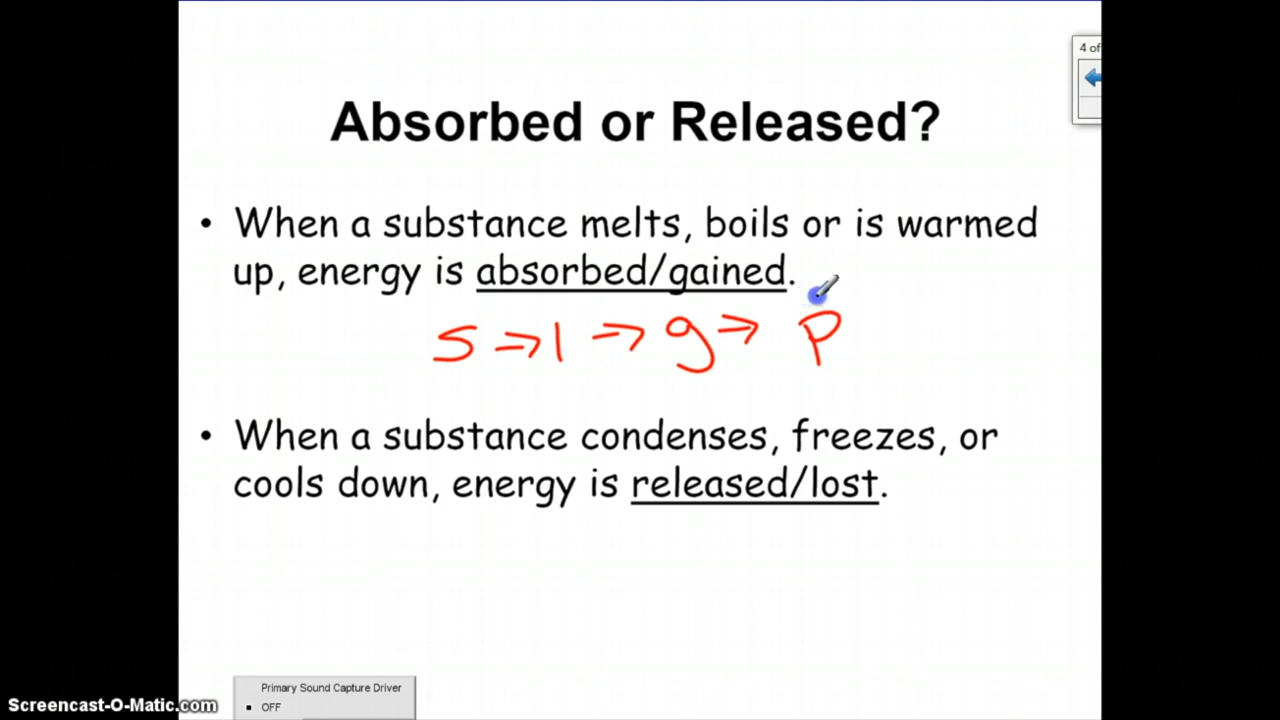 4 of
Absorbed or Released?
• When a substance melts, boils or is warmed
up, energy is absorbed/gained.
s → l → g → p
• When a substance condenses, freezes, or
cools down, energy is released/lost.
Primary Sound Capture Driver
OFF
Screencast-O-Matic.com